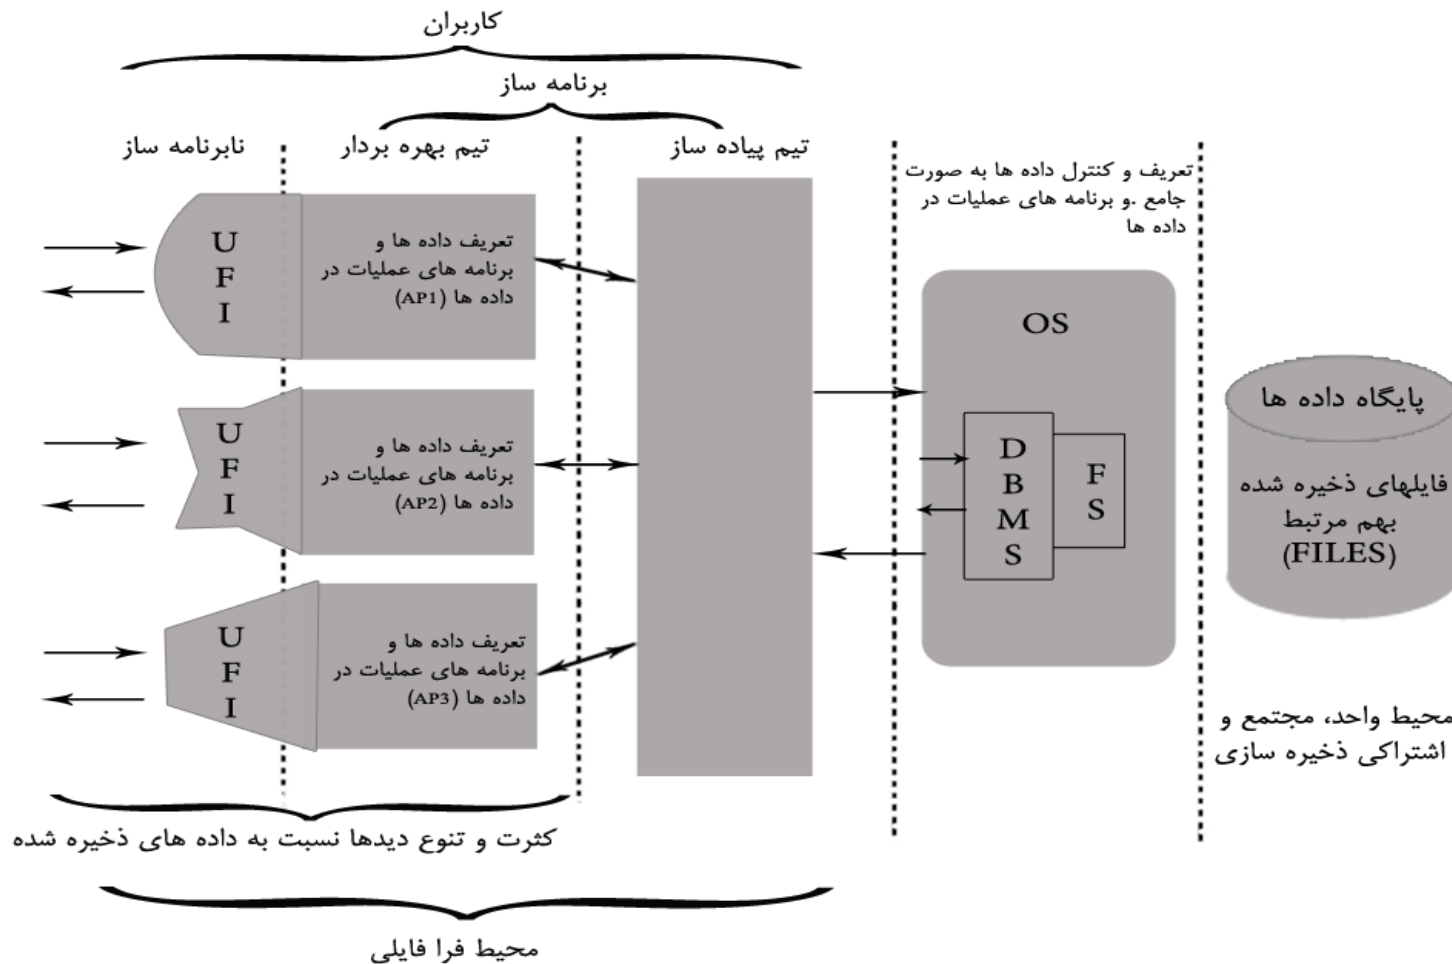 کاربران
برنامه ساز
نابرنامه ساز
تیم بهره بردار
تیم پیاده ساز
تعریف و کنترل داده ها به صورت
جامع .و برنامه های عملیات در
داده ها
U
F
I
تعریف داده ها و
برنامه های عملیات در
داده ها (AP1)
U
F
I
تعریف داده ها و
برنامه های عملیات در
داده ها (AP2)
U
F
I
تعریف داده ها و
برنامه های عملیات در
داده ها (AP3)
OS
D
B
M
S
F
S
پایگاه داده ها
فایلهای ذخیره شده
بهم مرتبط
(FILES)
محیط واحد، مجتمع و
اشتراکی ذخیره سازی
کثرت و تنوع دیدها نسبت به داده های ذخیره شده
محیط فرا فایلی